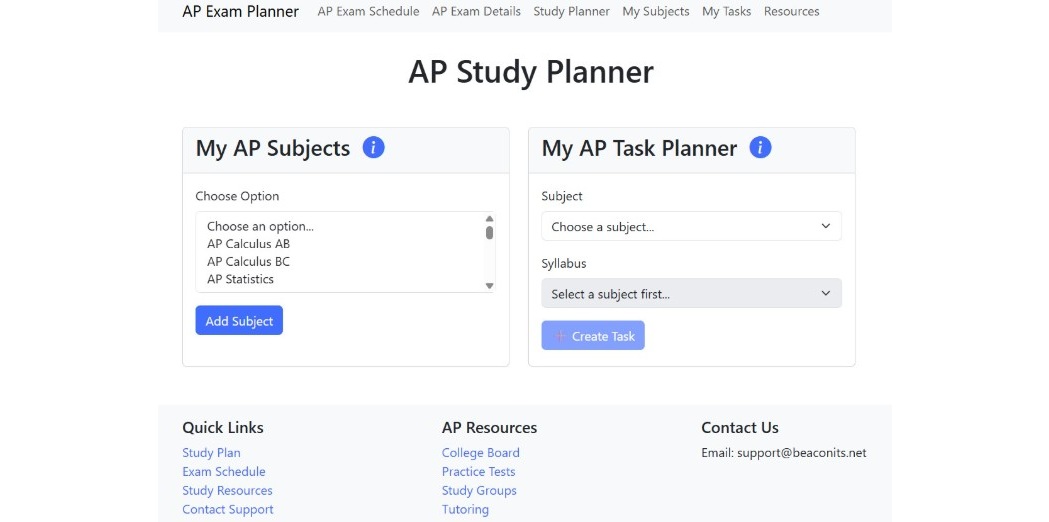 AP Exam Planner AP Exam Schedule AP Exam Details Study Planner My Subjects My Tasks Resources
AP Study Planner
My AP Subjects i
Choose Option
Choose an option...
AP Calculus AB
AP Calculus BC
AP Statistics
Add Subject
My AP Task Planner i
Subject
Choose a subject...
Syllabus
Select a subject first...
+ Create Task
Quick Links
Study Plan
Exam Schedule
Study Resources
Contact Support
AP Resources
College Board
Practice Tests
Study Groups
Tutoring
Contact Us
Email: support@beaconits.net